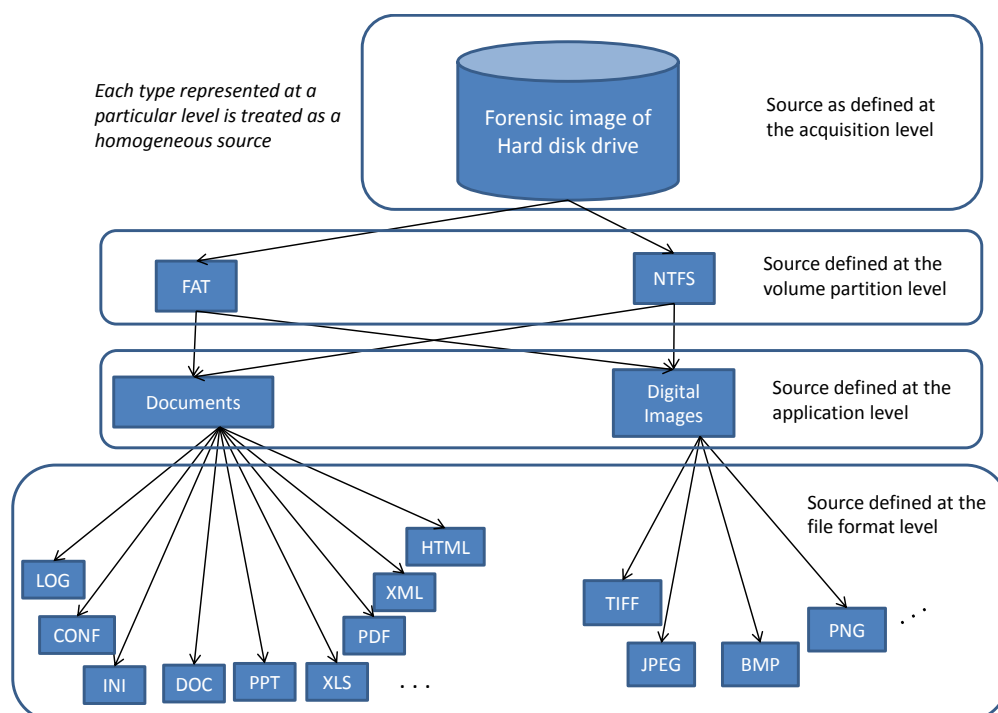 Each type represented at a
particular level is treated as a
homogeneous source
Forensic image of
Hard disk drive
Source as defined at
the acquisition level
FAT
NTFS
Source defined at the
volume partition level
Documents
Digital
Images
Source defined at the
application level
Source defined at the
file format level
HTML
LOG
XML
TIFF
CONF
PDF
PNG
. . .
INI
DOC
PPT
XLS
. . .
JPEG
BMP